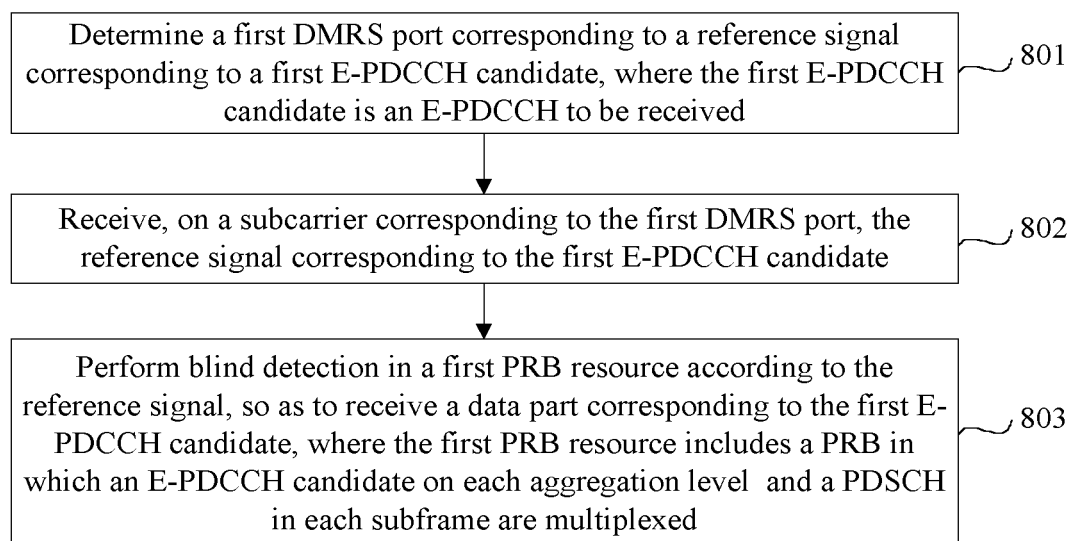 Determine a first DMRS port corresponding to a reference signal
corresponding to a first E-PDCCH candidate, where the first E-PDCCH
candidate is an E-PDCCH to be received
801
Receive, on a subcarrier corresponding to the first DMRS port, the
reference signal corresponding to the first E-PDCCH candidate
802
Perform blind detection in a first PRB resource according to the
reference signal, so as to receive a data part corresponding to the first E-
PDCCH candidate, where the first PRB resource includes a PRB in
which an E-PDCCH candidate on each aggregation level and a PDSCH
in each subframe are multiplexed
803